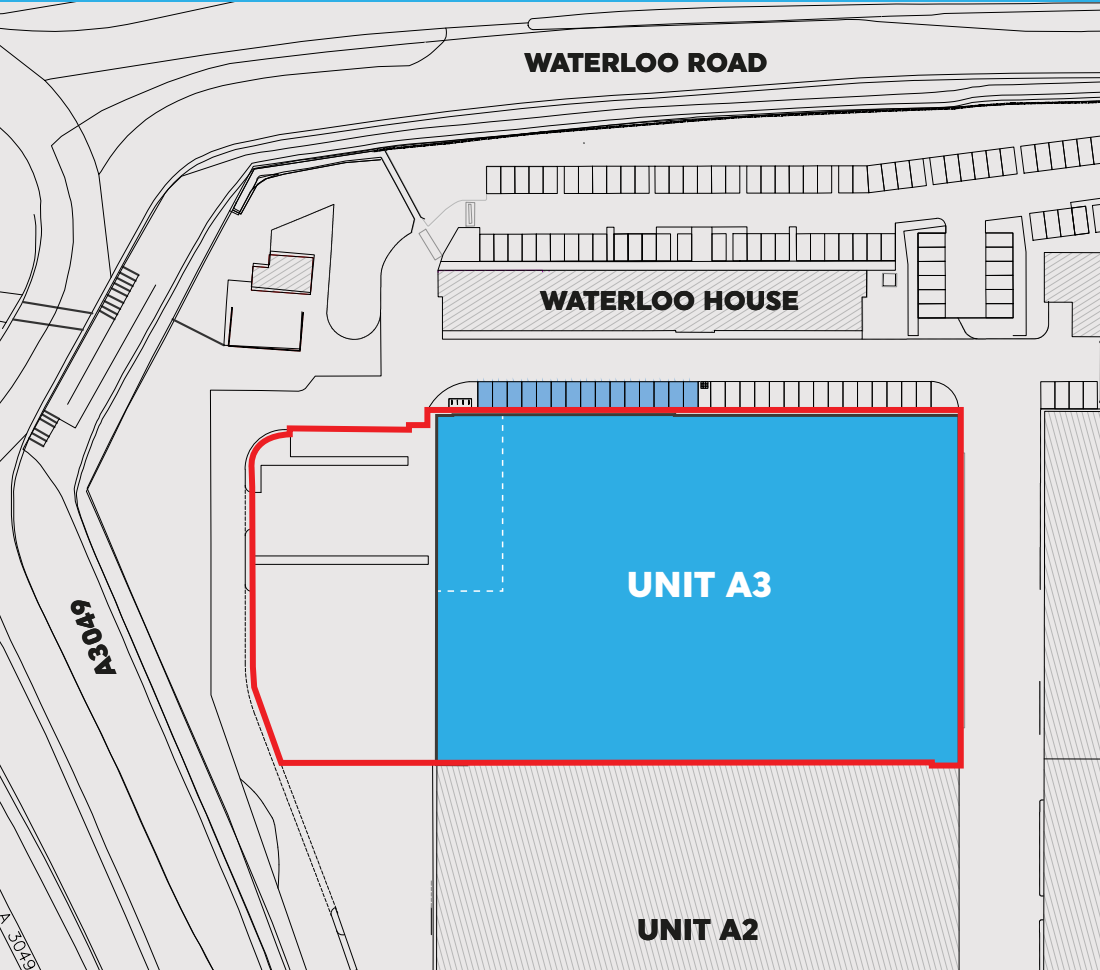 WATERLOO ROAD
WATERLOO HOUSE
UNIT A3
A3049
UNIT A2
A 3049